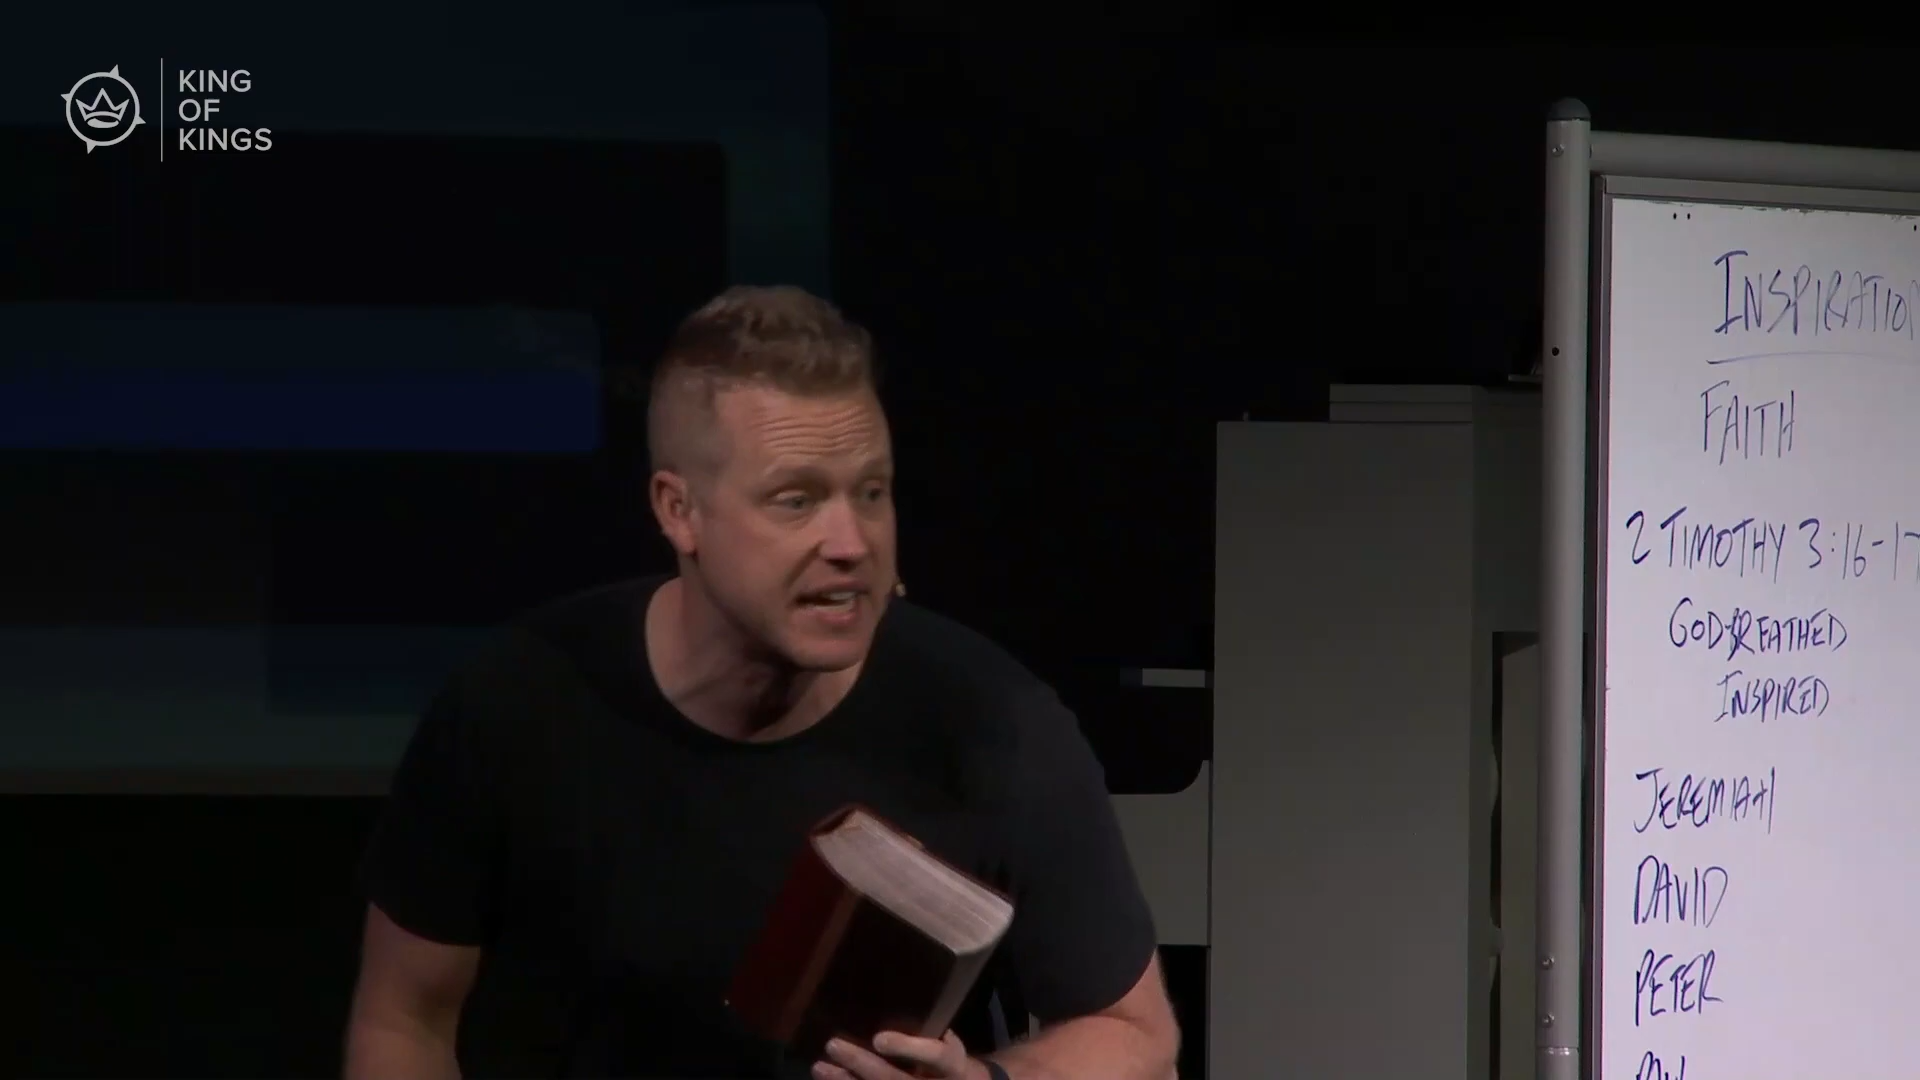 KING
OF
KINGS
INSPIRATION
FAITH
2 TIMOTHY 3:16-17
GOD-BREATHED
INSPIRED
JEREMIAH
DAVID
PETER